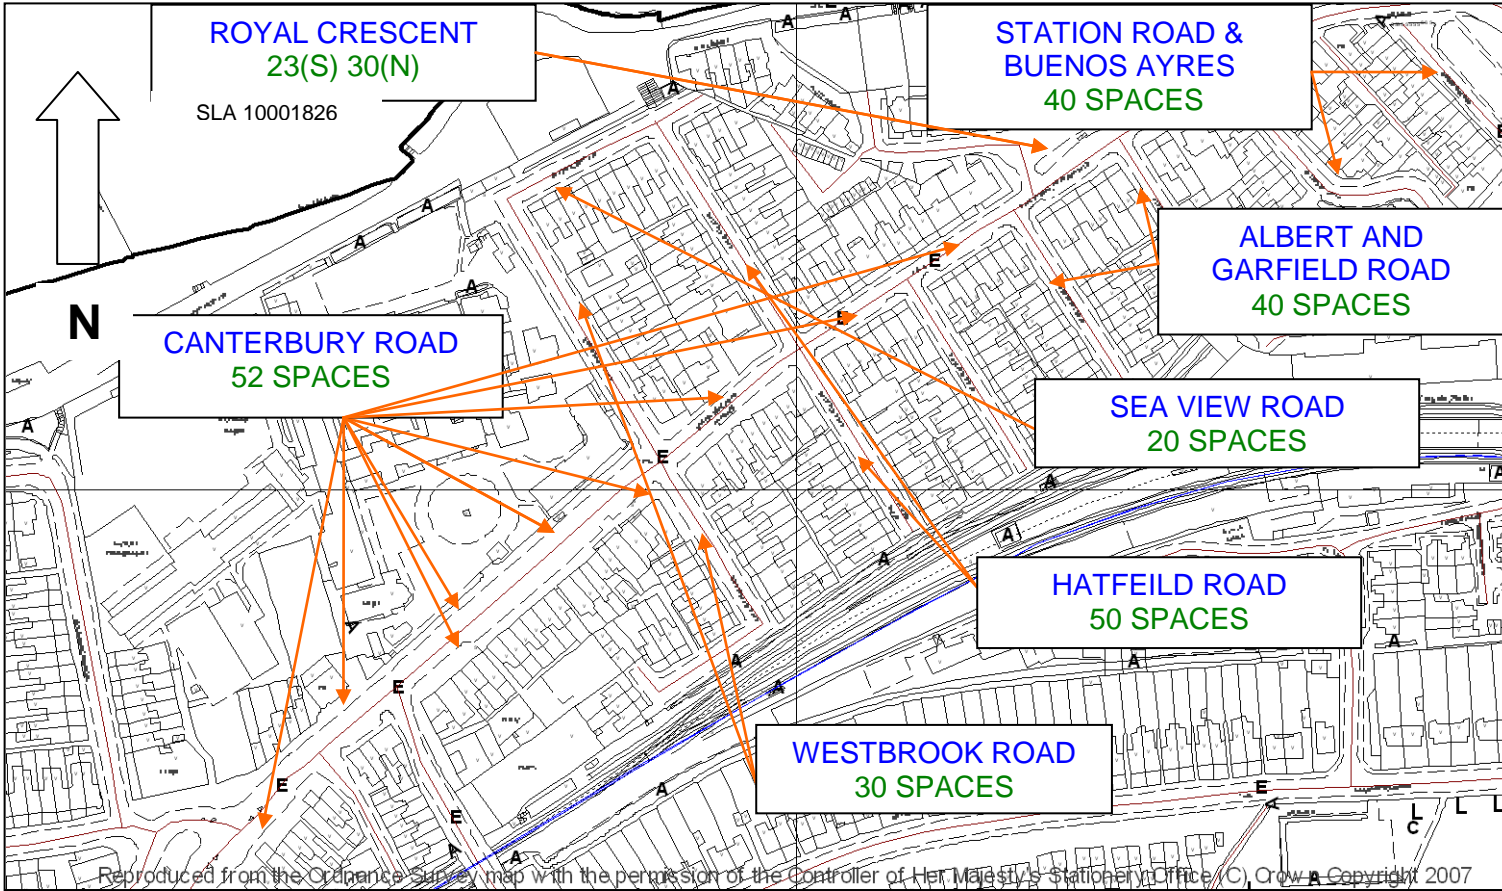 ROYAL CRESCENT
23(S) 30(N)
SLA 10001826
STATION ROAD &
BUENOS AYRES
40 SPACES
ALBERT AND
GARFIELD ROAD
40 SPACES
N
CANTERBURY ROAD
52 SPACES
SEA VIEW ROAD
20 SPACES
HATFEILD ROAD
50 SPACES
WESTBROOK ROAD
30 SPACES
A
A
A
A
A
A
A
A
E
E
E
E
E
E
E
A
A
A
A
A
A
A
A
A
A
A
A
E
A
L
L
L
C
A
Reproduced from the Ordnance Survey map with the permission of the Controller of Her Majesty's Stationery Office (C) Crown Copyright 2007